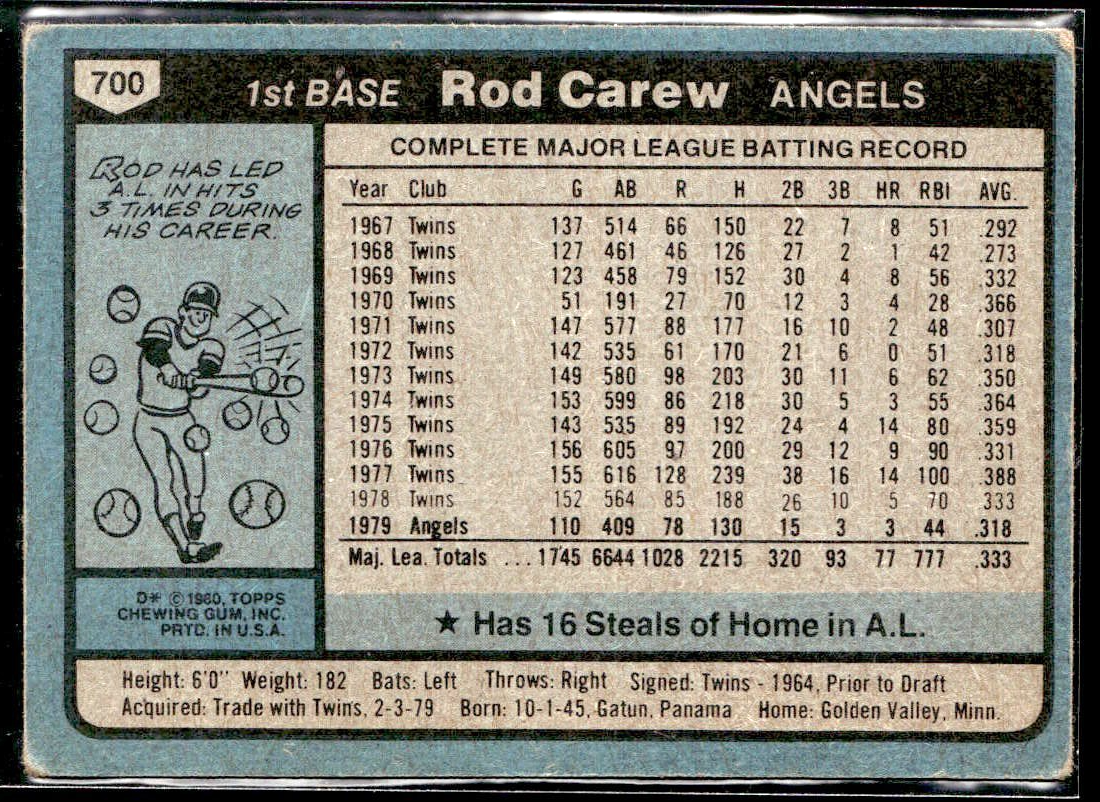 700 1st BASE Rod Carew ANGELS
ROD HAS LED
A.L. IN HITS
3 TIMES DURING
HIS CAREER.
COMPLETE MAJOR LEAGUE BATTING RECORD
Year Club G AB R H 2B 3B HR RBI AVG.
1967 Twins 137 514 66 150 22 7 8 51 .292
1968 Twins 127 461 46 126 27 2 1 42 .273
1969 Twins 123 458 79 152 30 4 8 56 .332
1970 Twins 51 191 27 70 12 3 4 28 .366
1971 Twins 147 577 88 177 16 10 2 48 .307
1972 Twins 142 535 61 170 21 6 0 51 .318
1973 Twins 149 580 98 203 30 11 6 62 .350
1974 Twins 153 599 86 218 30 5 3 55 .364
1975 Twins 143 535 89 192 24 4 14 80 .359
1976 Twins 156 605 97 200 29 12 9 90 .331
1977 Twins 155 616 128 239 38 16 14 100 .388
1978 Twins 152 564 85 188 26 10 5 70 .333
1979 Angels 110 409 78 130 15 3 3 44 .318
Maj. Lea. Totals ... 1745 6644 1028 2215 320 93 77 777 .333
D* © 1980, TOPPS
CHEWING GUM, INC.
PRTD. IN U.S.A.
★ Has 16 Steals of Home in A.L.
Height: 6'0" Weight: 182 Bats: Left Throws: Right Signed: Twins - 1964, Prior to Draft
Acquired: Trade with Twins, 2-3-79 Born: 10-1-45, Gatun, Panama Home: Golden Valley, Minn.